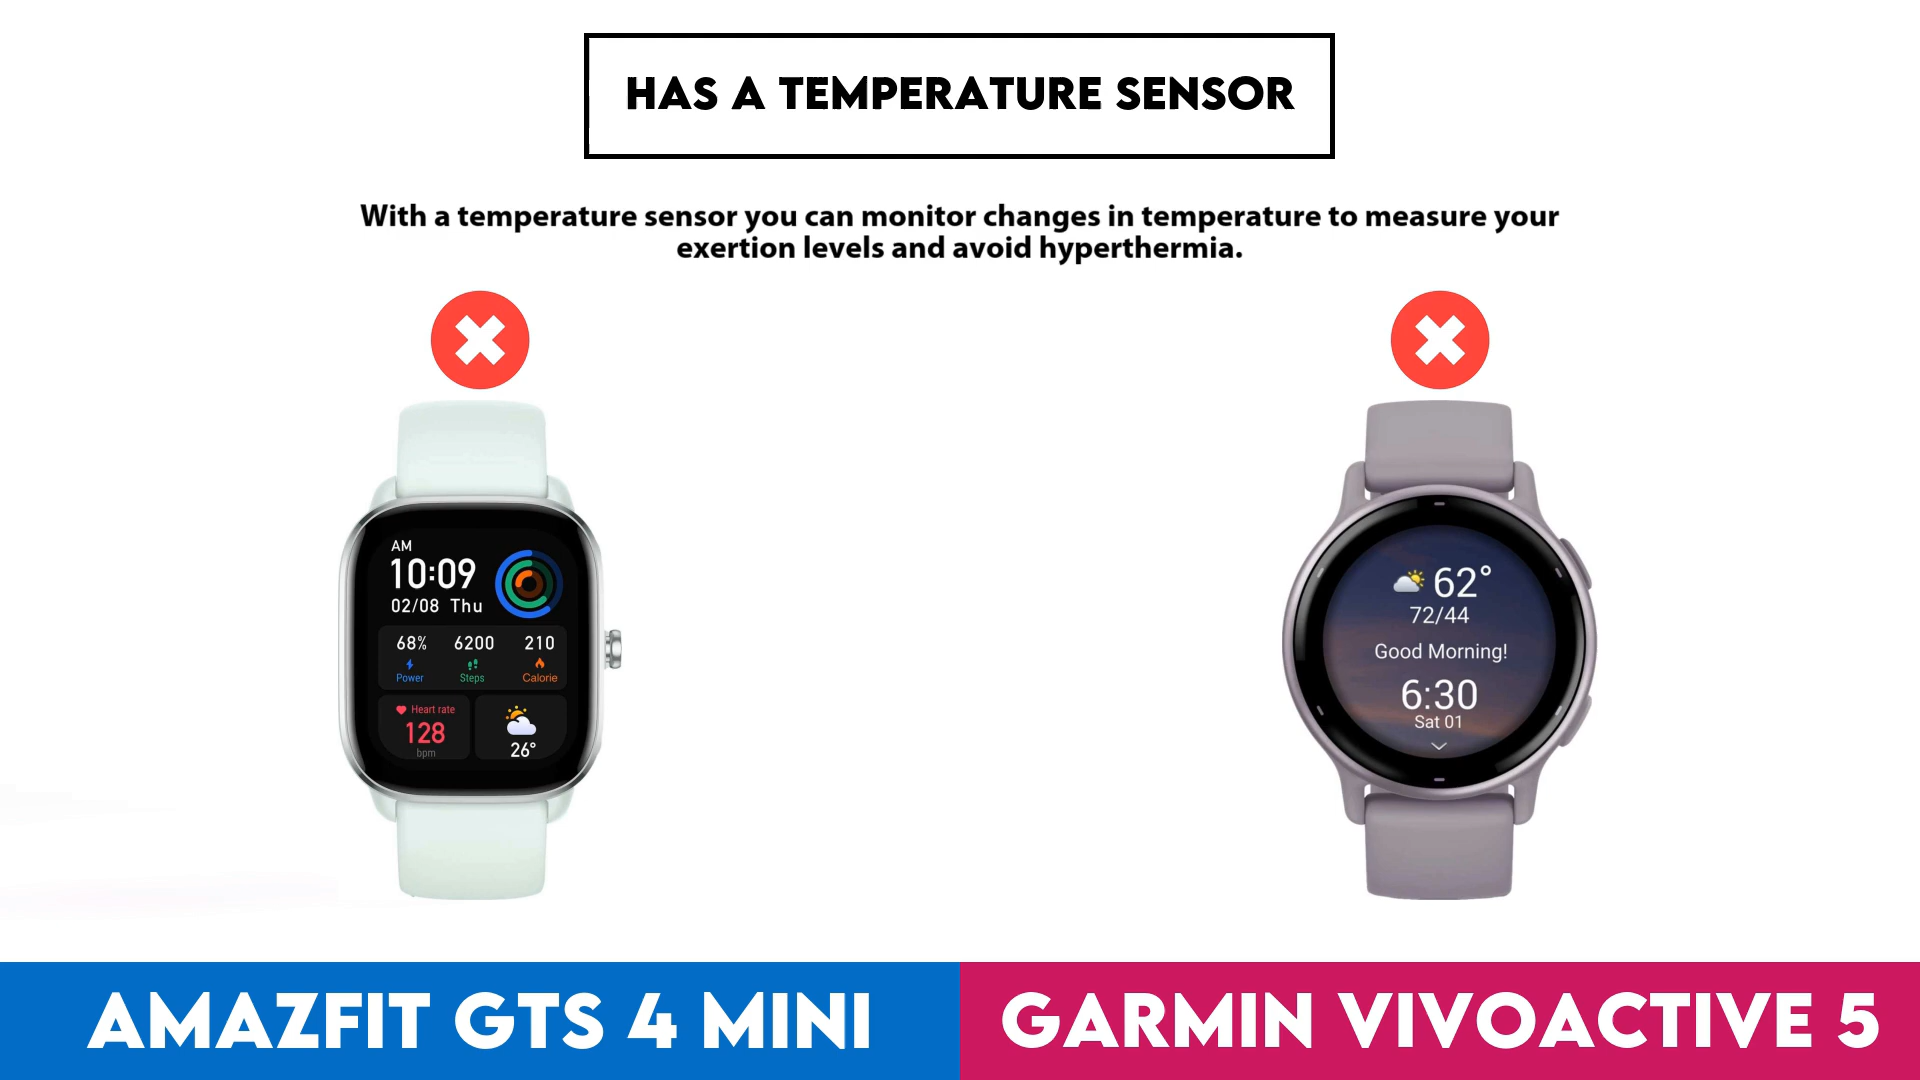 HAS A TEMPERATURE SENSOR
With a temperature sensor you can monitor changes in temperature to measure your
exertion levels and avoid hyperthermia.
AM
10:09
02/08 Thu
68% 6200 210
Power Steps Calorie
Heart rate
128
bpm
26°
62°
72/44
Good Morning!
6:30
Sat 01
AMAZFIT GTS 4 MINI
GARMIN VIVOACTIVE 5